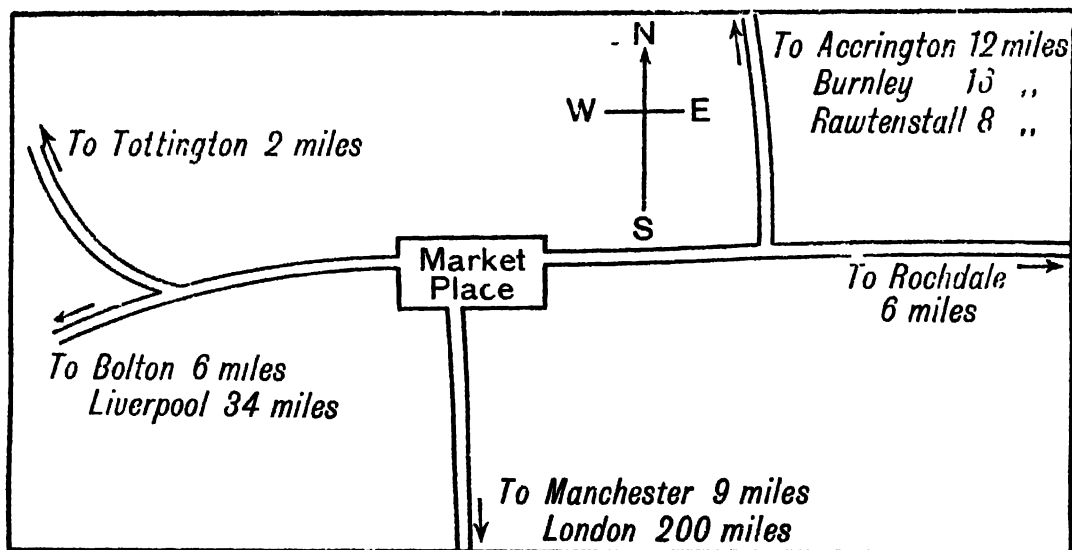 N
W E
S
To Accrington 12 miles
Burnley „
Rawtenstall 8 „
To Tottington 2 miles
Market
Place
To Rochdale
6 miles
To Bolton 6 miles
Liverpool 34 miles
To Manchester 9 miles
London 200 miles